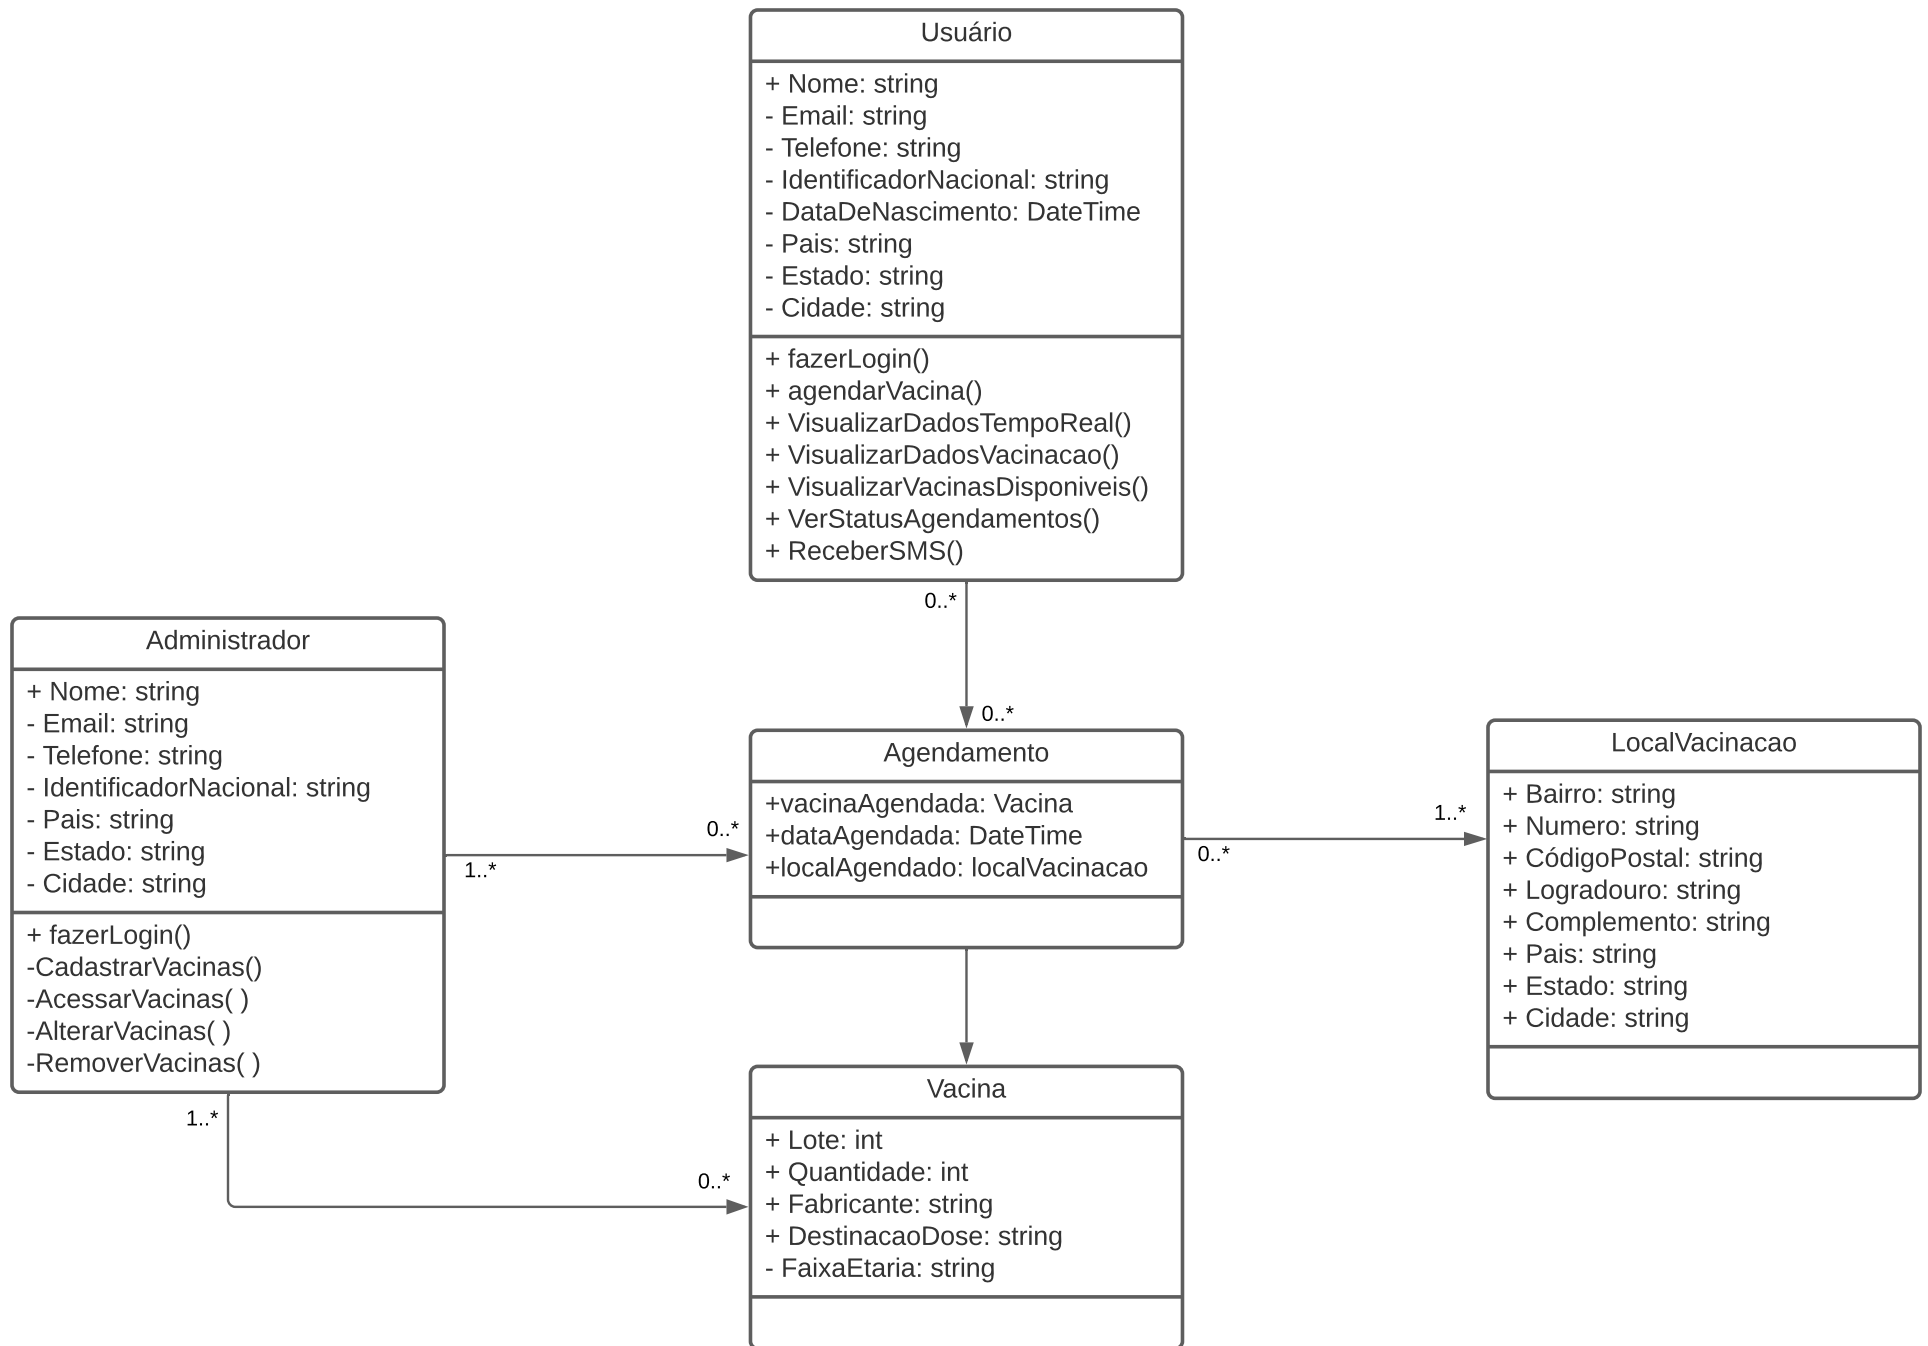 Usuário
+ Nome: string
- Email: string
- Telefone: string
- IdentificadorNacional: string
- DataDeNascimento: DateTime
- Pais: string
- Estado: string
- Cidade: string
+ fazerLogin()
+ agendarVacina()
+ VisualizarDadosTempoReal()
+ VisualizarDadosVacinacao()
+ VisualizarVacinasDisponiveis()
+ VerStatusAgendamentos()
+ ReceberSMS()
0..*
0..*
Administrador
+ Nome: string
- Email: string
- Telefone: string
- IdentificadorNacional: string
- Pais: string
- Estado: string
- Cidade: string
+ fazerLogin()
-CadastrarVacinas()
-AcessarVacinas( )
-AlterarVacinas( )
-RemoverVacinas( )
1..*
0..*
Agendamento
+vacinaAgendada: Vacina
+dataAgendada: DateTime
+localAgendado: localVacinacao
0..*
1..*
LocalVacinacao
+ Bairro: string
+ Numero: string
+ CódigoPostal: string
+ Logradouro: string
+ Complemento: string
+ Pais: string
+ Estado: string
+ Cidade: string
1..*
0..*
Vacina
+ Lote: int
+ Quantidade: int
+ Fabricante: string
+ DestinacaoDose: string
- FaixaEtaria: string